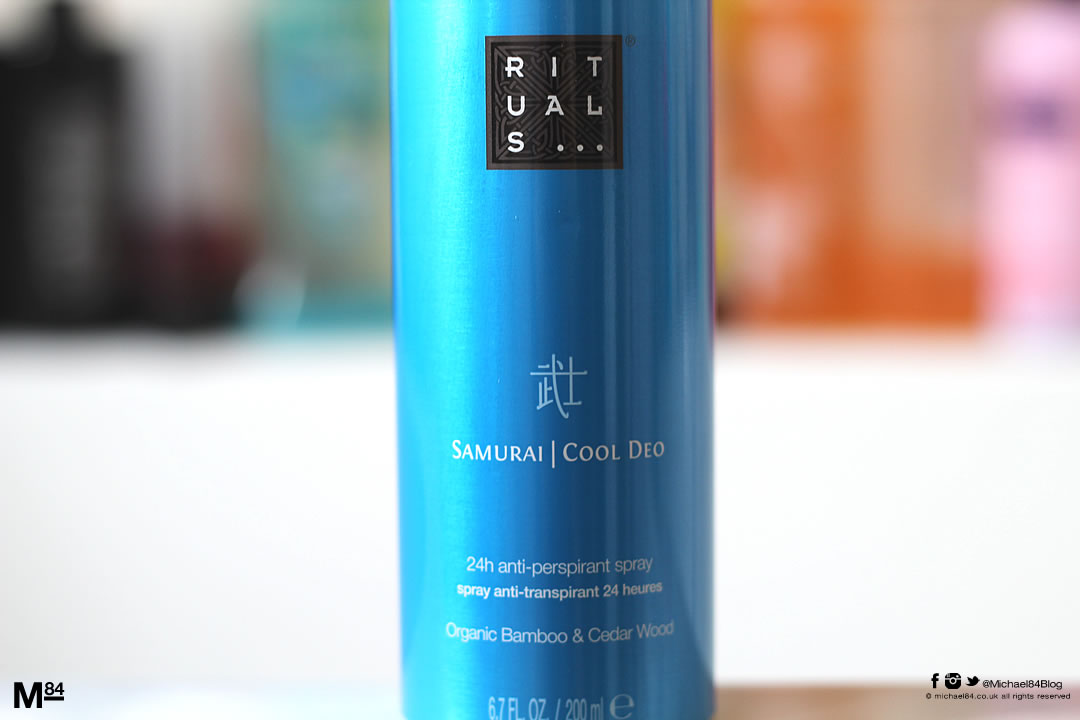 RIT
UAL
S...
®
武士
SAMURAI | COOL DEO
24h anti-perspirant spray
spray anti-transpirant 24 heures
Organic Bamboo & Cedar Wood
6.7 FL. OZ. / 200 ml ℮
M84
@Michael84Blog
© michael84.co.uk all rights reserved